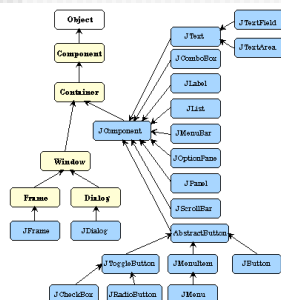 Object
JTextField
JText
Component
JTextArea
JComboBox
Container
JLabel
JList
JComponent
JMenuBar
Window
JOptionPane
JPanel
Frame
Dialog
JScrollBar
JFrame
JDialog
AbstractButton
JToggleButton
JMenuItem
JButton
JCheckBox
JRadioButton
JMenu